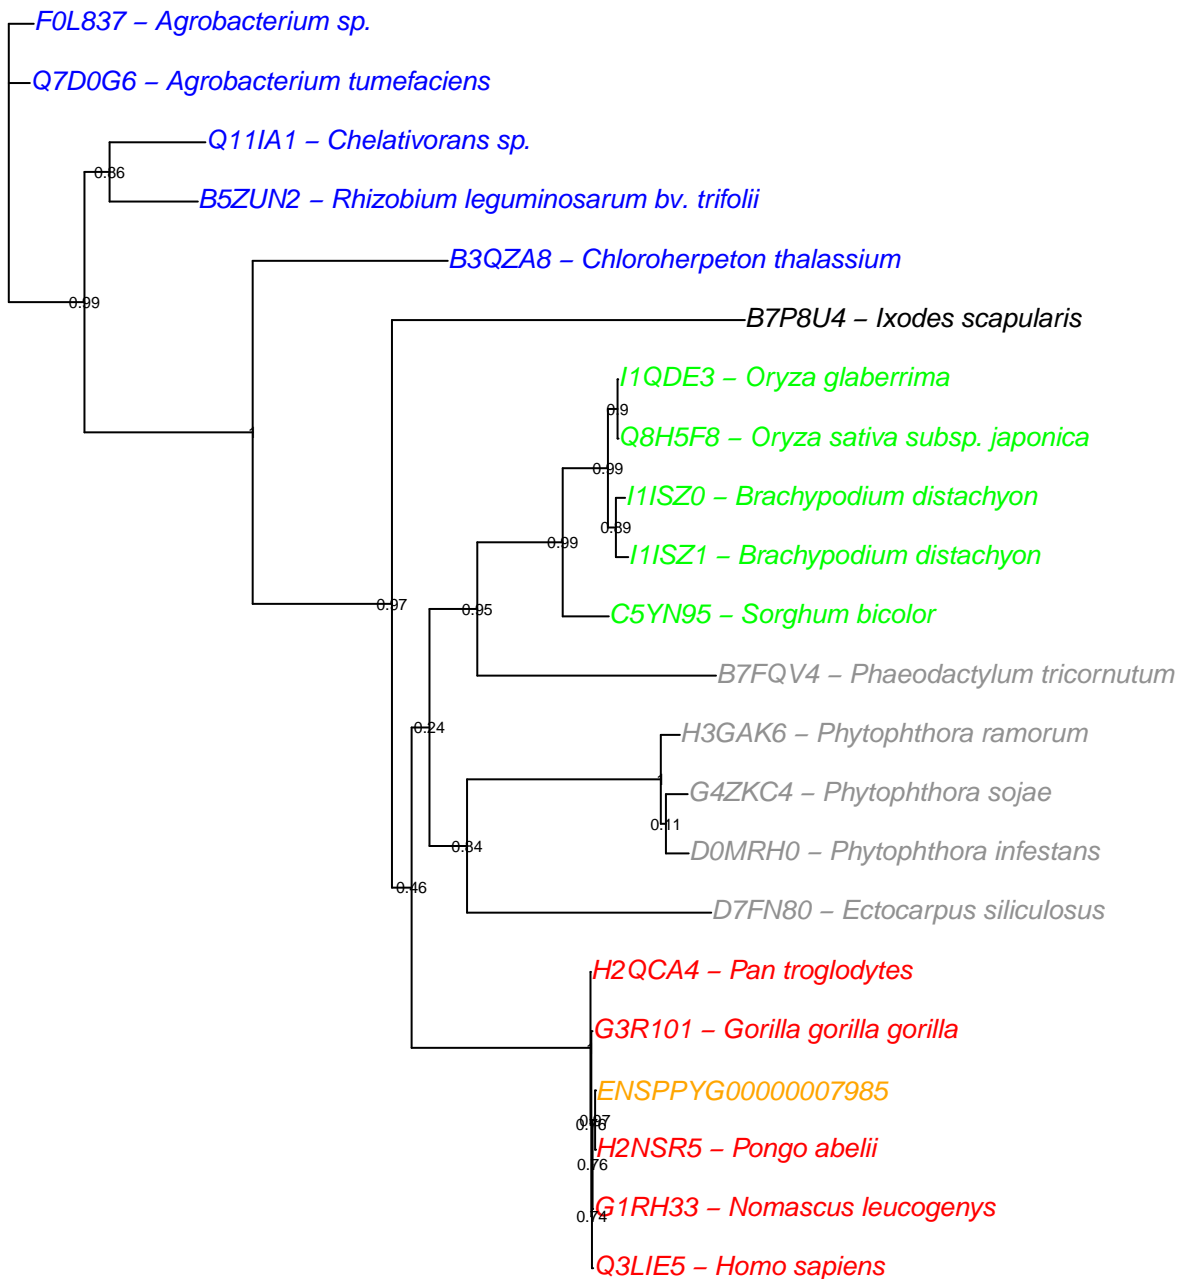 F0L837 – Agrobacterium sp.
Q7D0G6 – Agrobacterium tumefaciens
Q11IA1 – Chelativorans sp.
0.86
B5ZUN2 – Rhizobium leguminosarum bv. trifolii
B3QZA8 – Chloroherpeton thalassium
0.99
B7P8U4 – Ixodes scapularis
I1QDE3 – Oryza glaberrima
0.9
Q8H5F8 – Oryza sativa subsp. japonica
1
0.99
I1ISZ0 – Brachypodium distachyon
0.89
0.99
I1ISZ1 – Brachypodium distachyon
0.97
0.95
C5YN95 – Sorghum bicolor
B7FQV4 – Phaeodactylum tricornutum
0.24
H3GAK6 – Phytophthora ramorum
1
G4ZKC4 – Phytophthora sojae
0.11
0.84
D0MRH0 – Phytophthora infestans
0.46
D7FN80 – Ectocarpus siliculosus
H2QCA4 – Pan troglodytes
G3R101 – Gorilla gorilla gorilla
ENSPPYG00000007985
H2NSR5 – Pongo abelii
0.76
G1RH33 – Nomascus leucogenys
0.74
Q3LIE5 – Homo sapiens